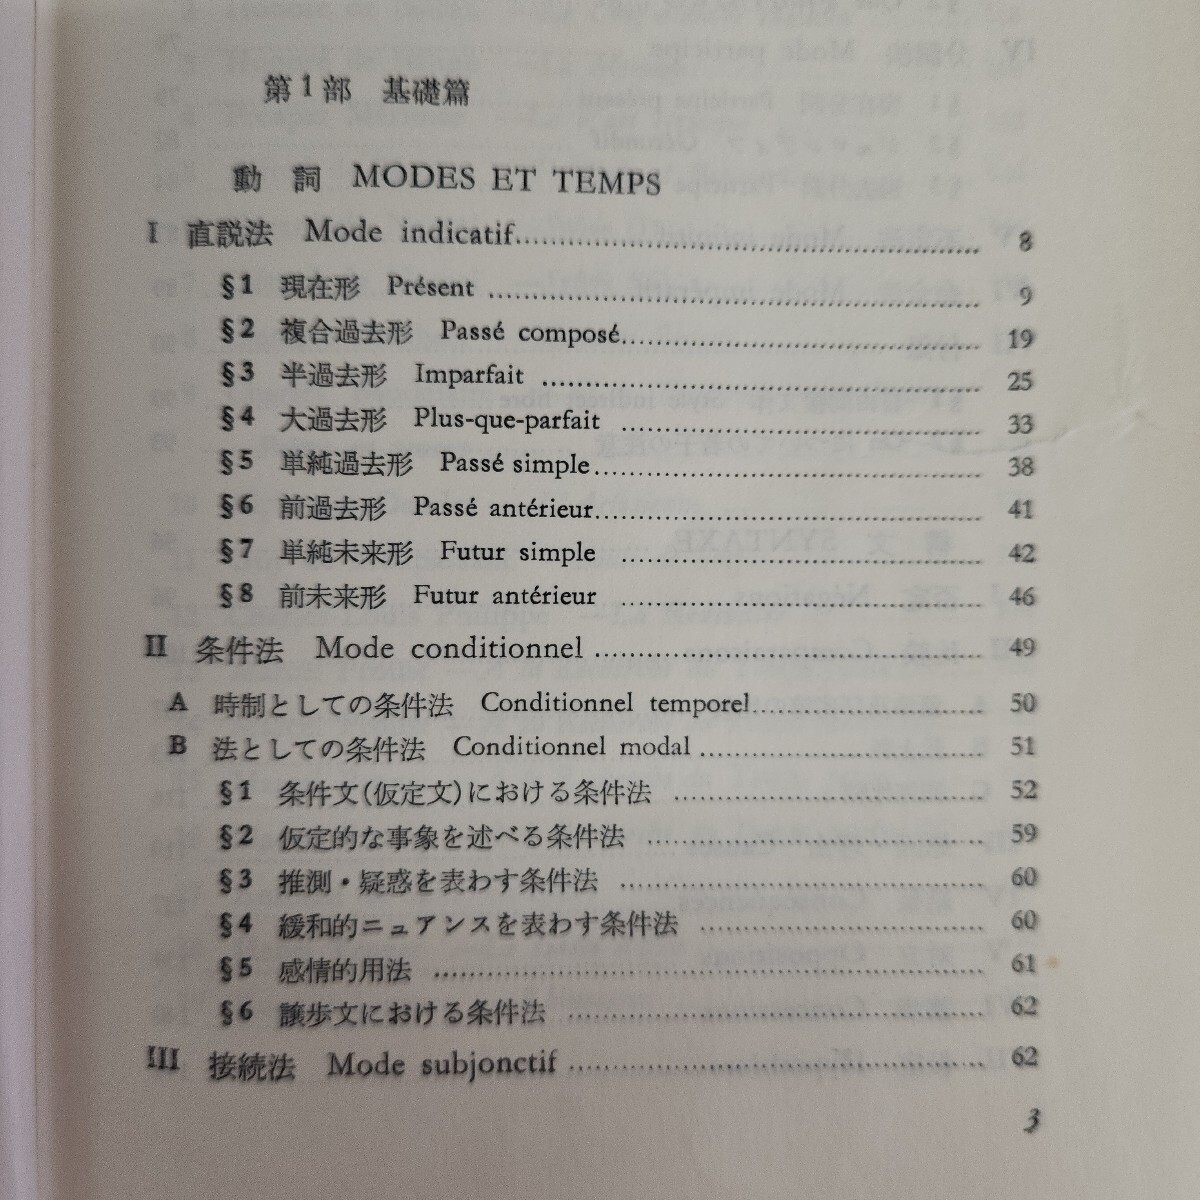 第1部 基礎篇
動詞 MODES ET TEMPS
I 直説法 Mode indicatif 8
§1 現在形 Présent 9
§2 複合過去形 Passé composé 19
§3 半過去形 Imparfait 25
§4 大過去形 Plus-que-parfait 33
§5 単純過去形 Passé simple 38
§6 前過去形 Passé antérieur 41
§7 単純未来形 Futur simple 42
§8 前未来形 Futur antérieur 46
II 条件法 Mode conditionnel 49
A 時制としての条件法 Conditionnel temporel 50
B 法としての条件法 Conditionnel modal 51
§1 条件文(仮定文)における条件法 52
§2 仮定的な事象を述べる条件法 59
§3 推測・疑惑を表わす条件法 60
§4 緩和的ニュアンスを表わす条件法 60
§5 感情的用法 61
§6 譲歩文における条件法 62
III 接続法 Mode subjonctif 62
3